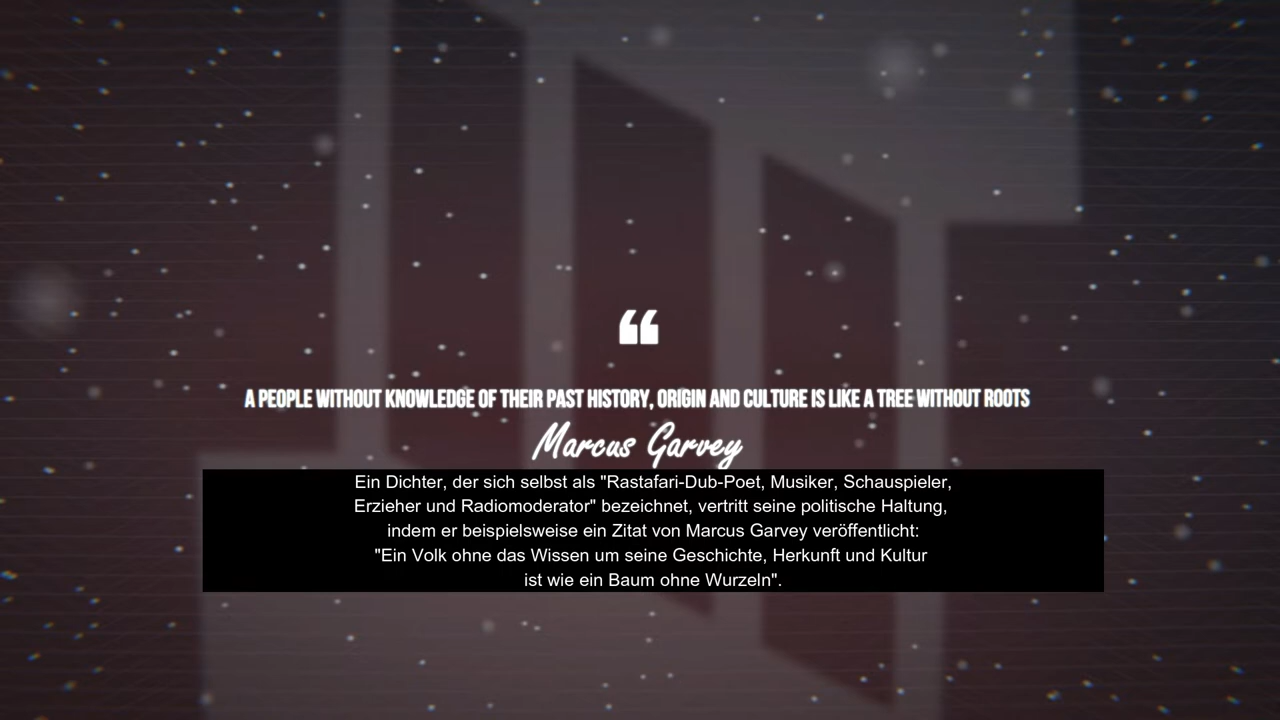 ❝
A PEOPLE WITHOUT KNOWLEDGE OF THEIR PAST HISTORY, ORIGIN AND CULTURE IS LIKE A TREE WITHOUT ROOTS
Marcus Garvey
Ein Dichter, der sich selbst als "Rastafari-Dub-Poet, Musiker, Schauspieler,
Erzieher und Radiomoderator" bezeichnet, vertritt seine politische Haltung,
indem er beispielsweise ein Zitat von Marcus Garvey veröffentlicht:
"Ein Volk ohne das Wissen um seine Geschichte, Herkunft und Kultur
ist wie ein Baum ohne Wurzeln".